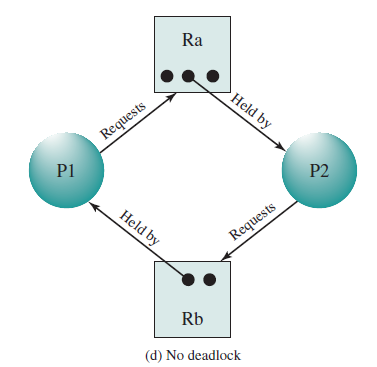 Ra
Requests
Held by
P1
P2
Held by
Requests
Rb
(d) No deadlock